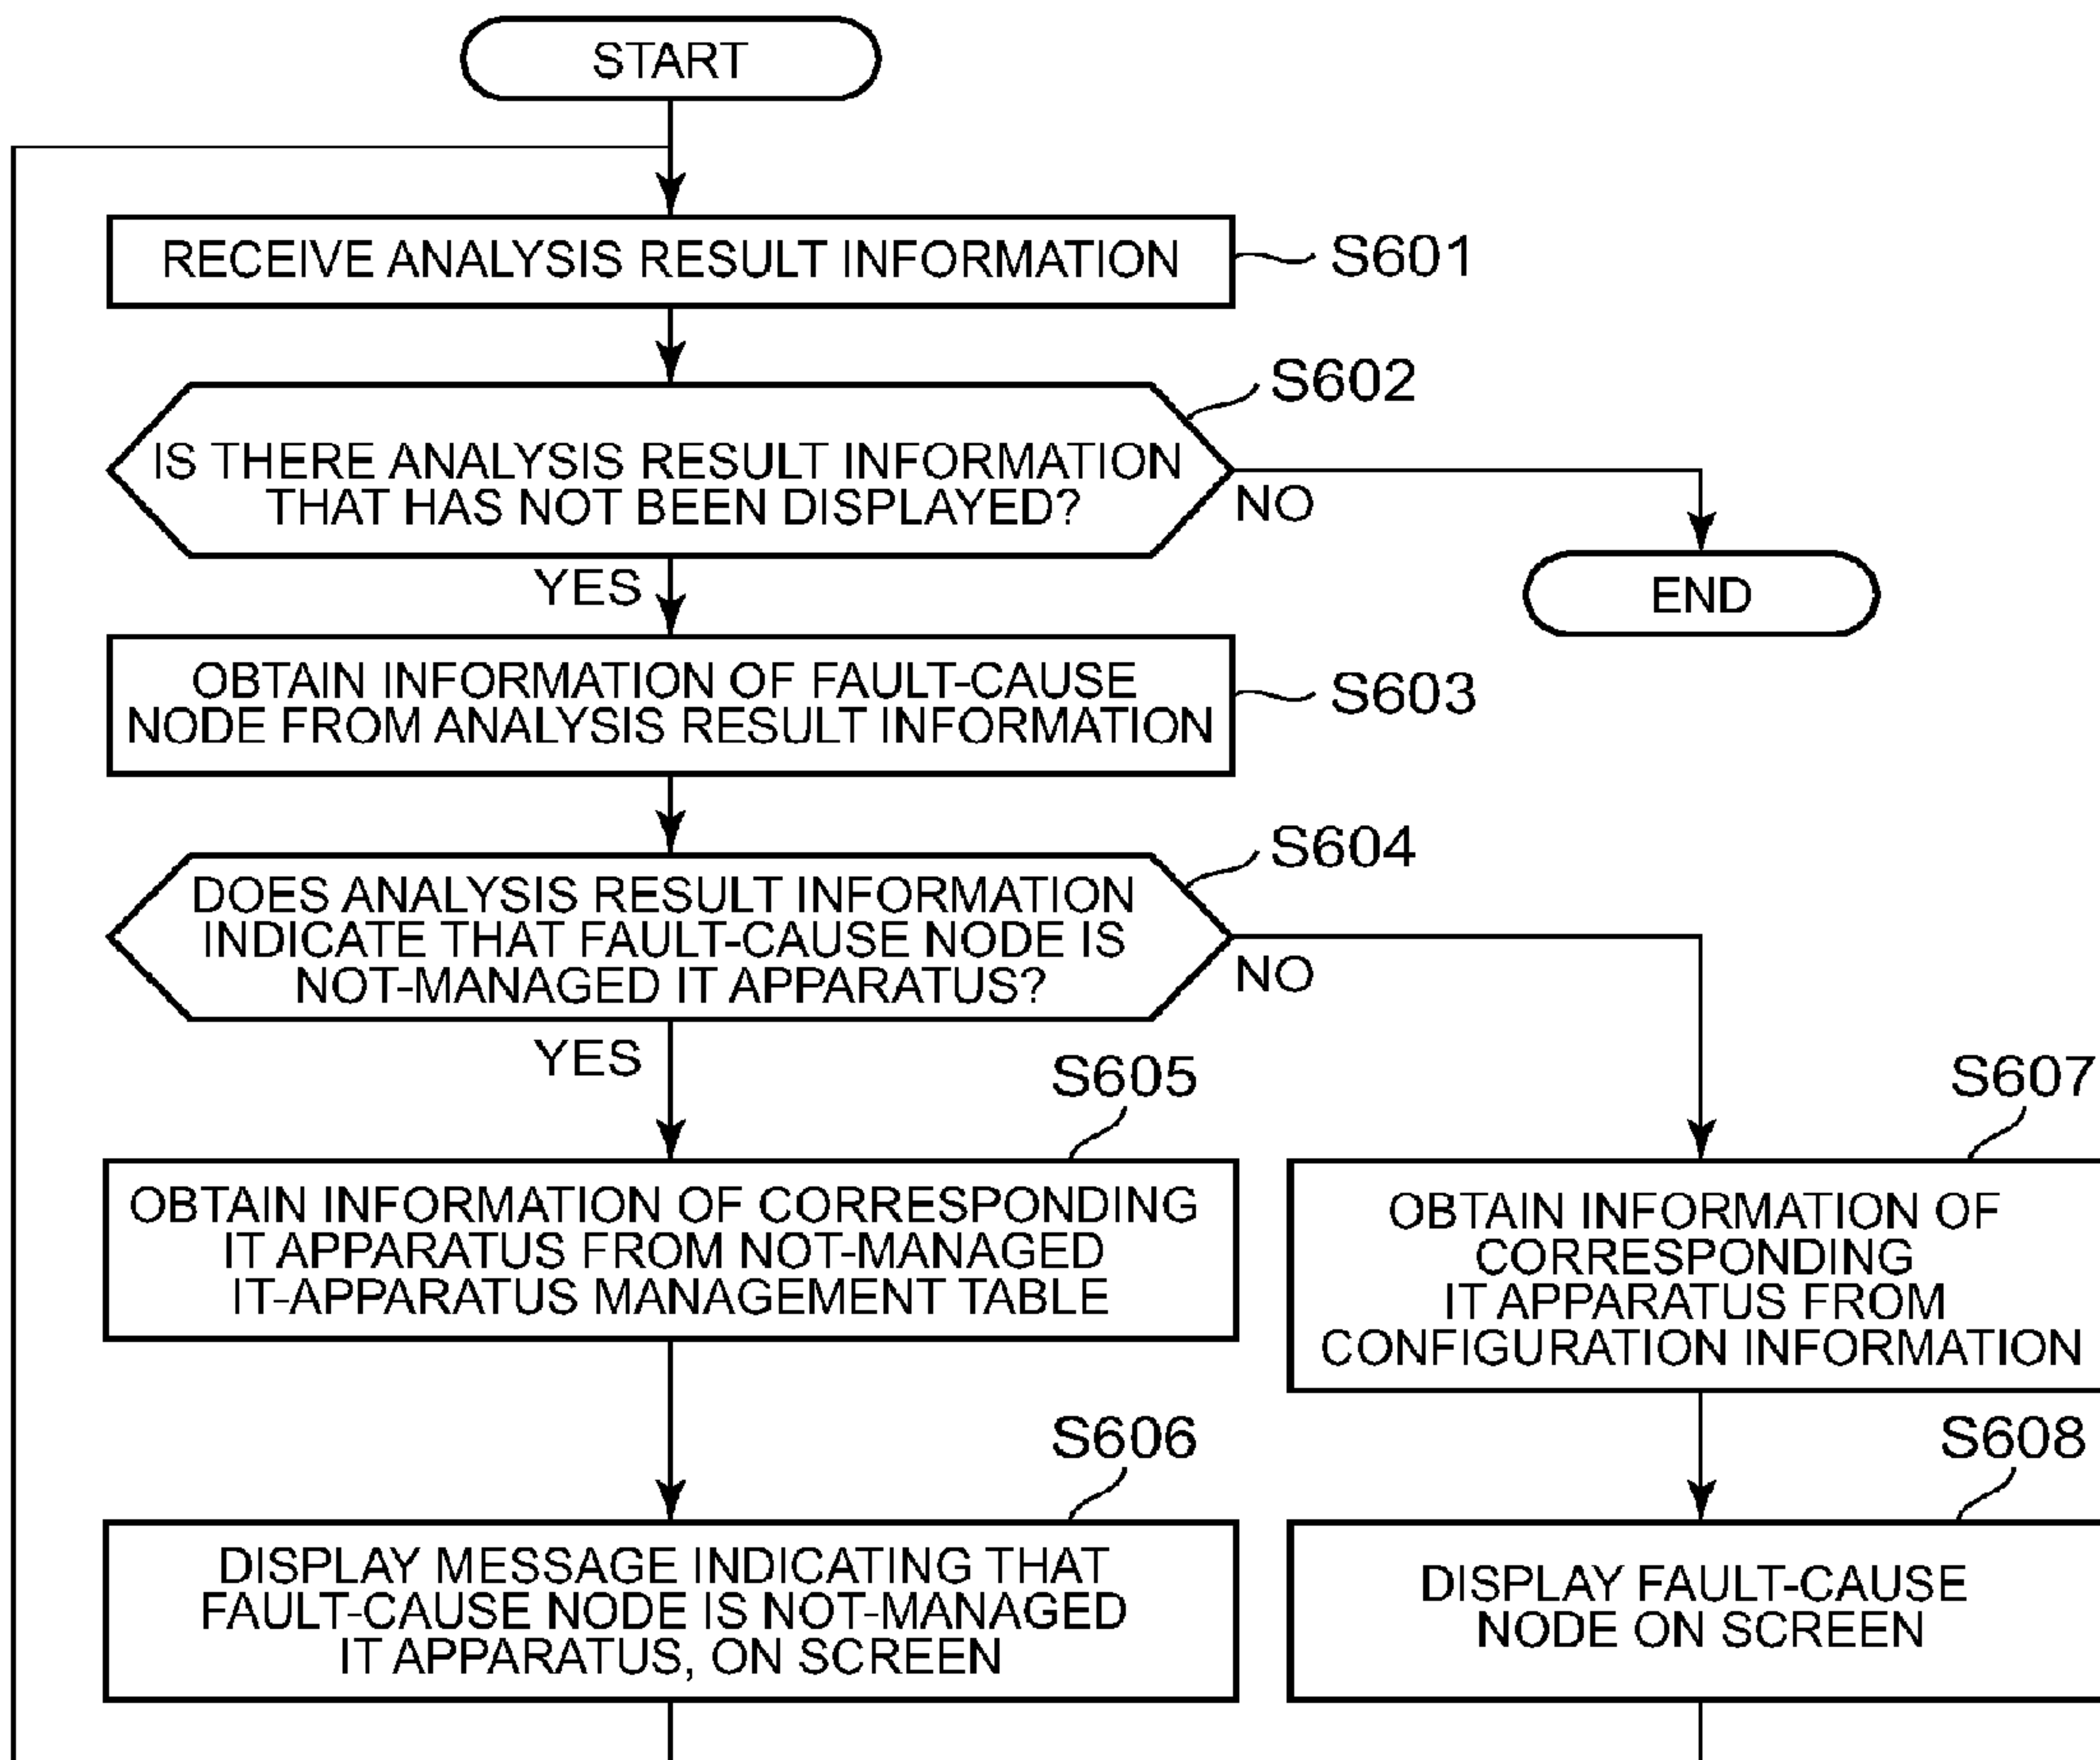 START
RECEIVE ANALYSIS RESULT INFORMATION
S601
S602
IS THERE ANALYSIS RESULT INFORMATION
THAT HAS NOT BEEN DISPLAYED?
NO
YES
END
OBTAIN INFORMATION OF FAULT-CAUSE
NODE FROM ANALYSIS RESULT INFORMATION
S603
S604
DOES ANALYSIS RESULT INFORMATION
INDICATE THAT FAULT-CAUSE NODE IS
NOT-MANAGED IT APPARATUS?
NO
YES
S605
OBTAIN INFORMATION OF CORRESPONDING
IT APPARATUS FROM NOT-MANAGED
IT-APPARATUS MANAGEMENT TABLE
S607
OBTAIN INFORMATION OF
CORRESPONDING
IT APPARATUS FROM
CONFIGURATION INFORMATION
S606
DISPLAY MESSAGE INDICATING THAT
FAULT-CAUSE NODE IS NOT-MANAGED
IT APPARATUS, ON SCREEN
S608
DISPLAY FAULT-CAUSE
NODE ON SCREEN